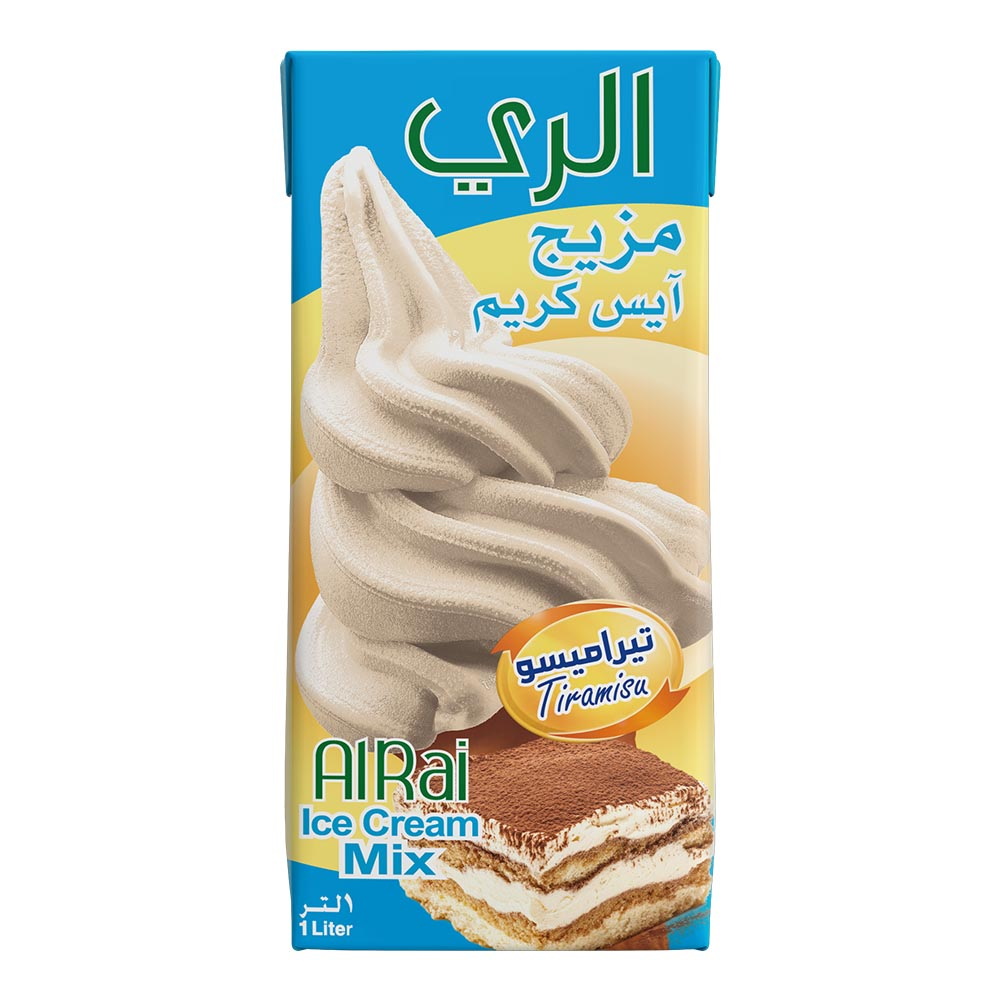 الري
مزيج
آيس كريم
تيراميسو
Tiramisu
AlRai
Ice Cream
Mix
١ لتر
1 Liter